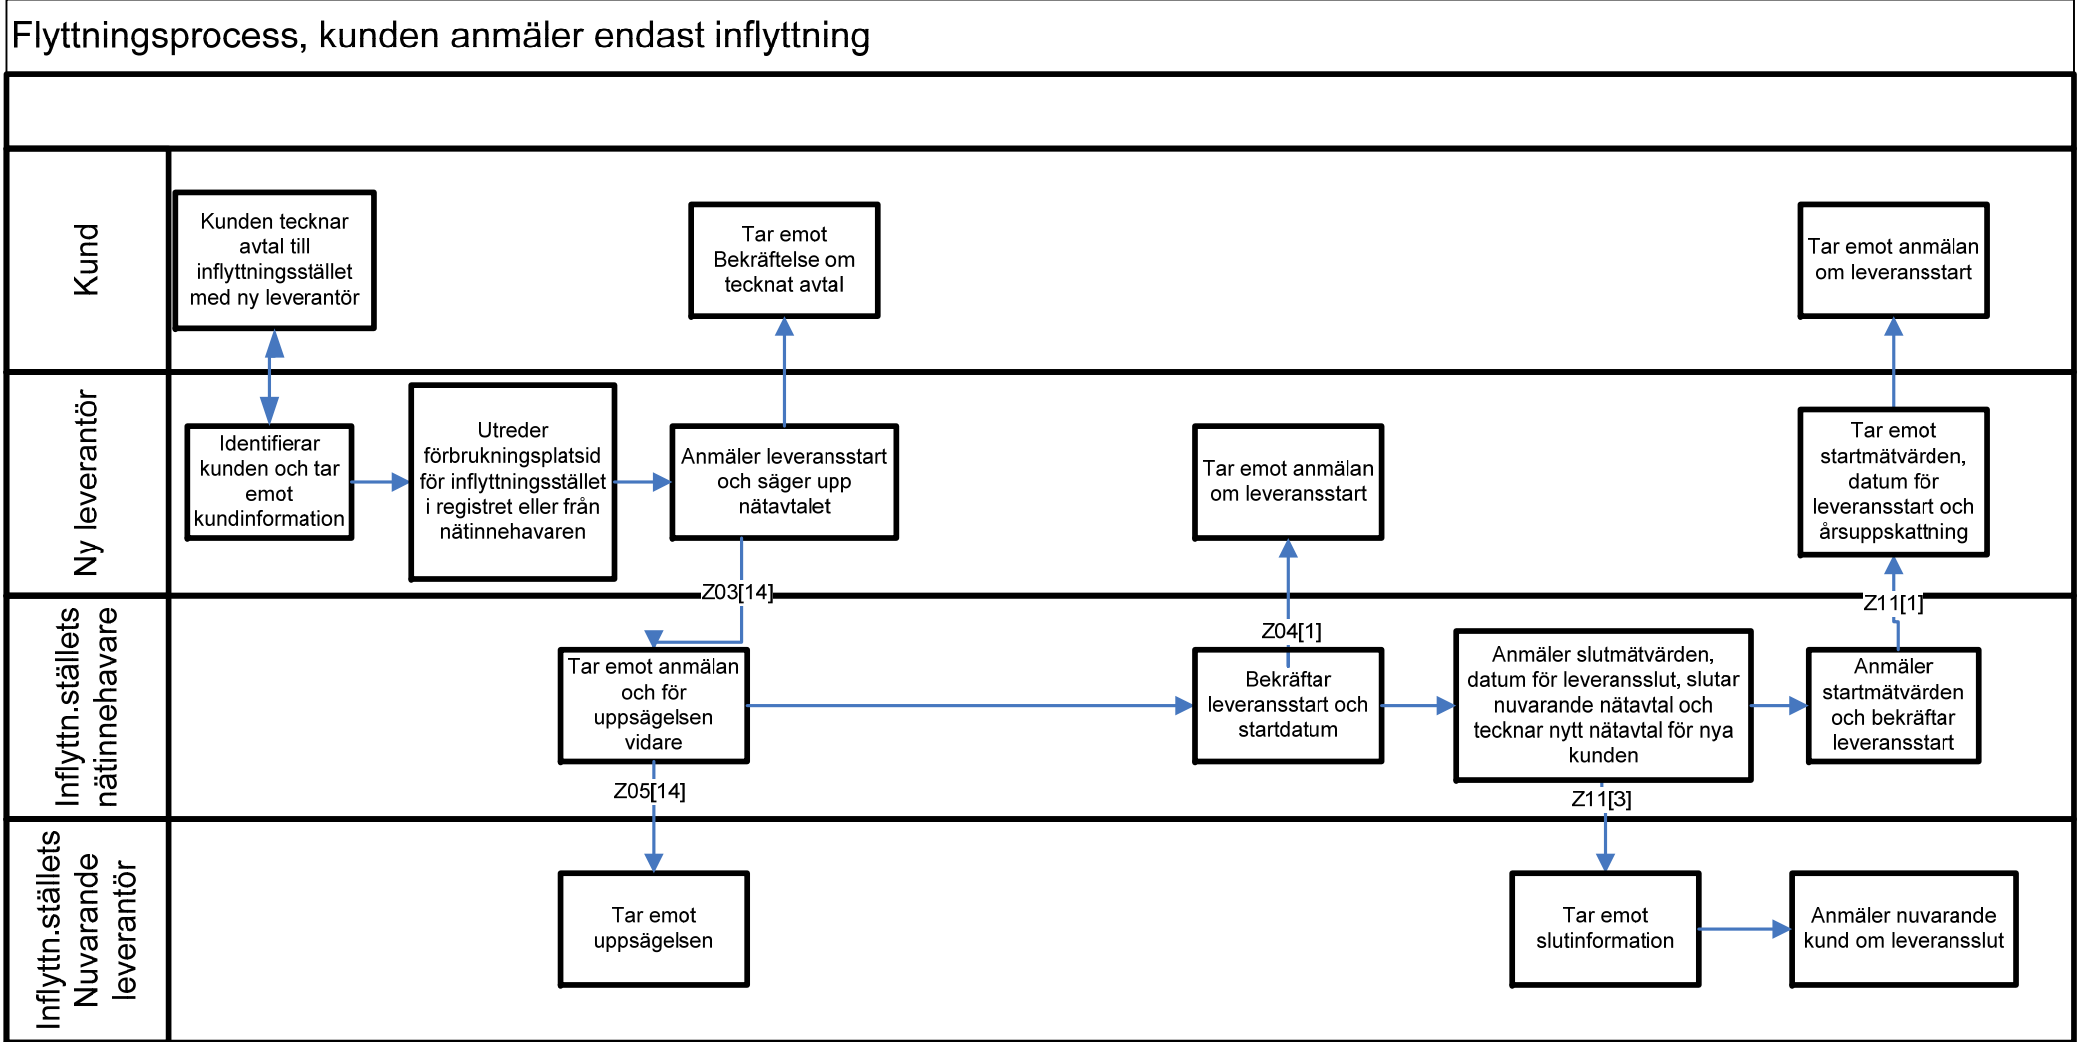 Flyttningsprocess, kunden anmäler endast inflyttning
Kund
Kunden tecknar
avtal till
inflyttningsstället
med ny leverantör
Tar emot
Bekräftelse om
tecknat avtal
Tar emot anmälan
om leveransstart
Ny leverantör
Identifierar
kunden och tar
emot
kundinformation
Utreder
förbrukningsplatsid
för inflyttningsstället
i registret eller från
nätinnehavaren
Anmäler leveransstart
och säger upp
nätavtalet
Tar emot anmälan
om leveransstart
Tar emot
startmätvärden,
datum för
leveransstart och
årsuppskattning
Z03[14]
Z04[1]
Z11[1]
Inflyttn.ställets
nätinnehavare
Tar emot anmälan
och för
uppsägelsen
vidare
Bekräftar
leveransstart och
startdatum
Anmäler slutmätvärden,
datum för leveransslut, slutar
nuvarande nätavtal och
tecknar nytt nätavtal för nya
kunden
Anmäler
startmätvärden
och bekräftar
leveransstart
Z05[14]
Z11[3]
Inflyttn.ställets
Nuvarande
leverantör
Tar emot
uppsägelsen
Tar emot
slutinformation
Anmäler nuvarande
kund om leveransslut